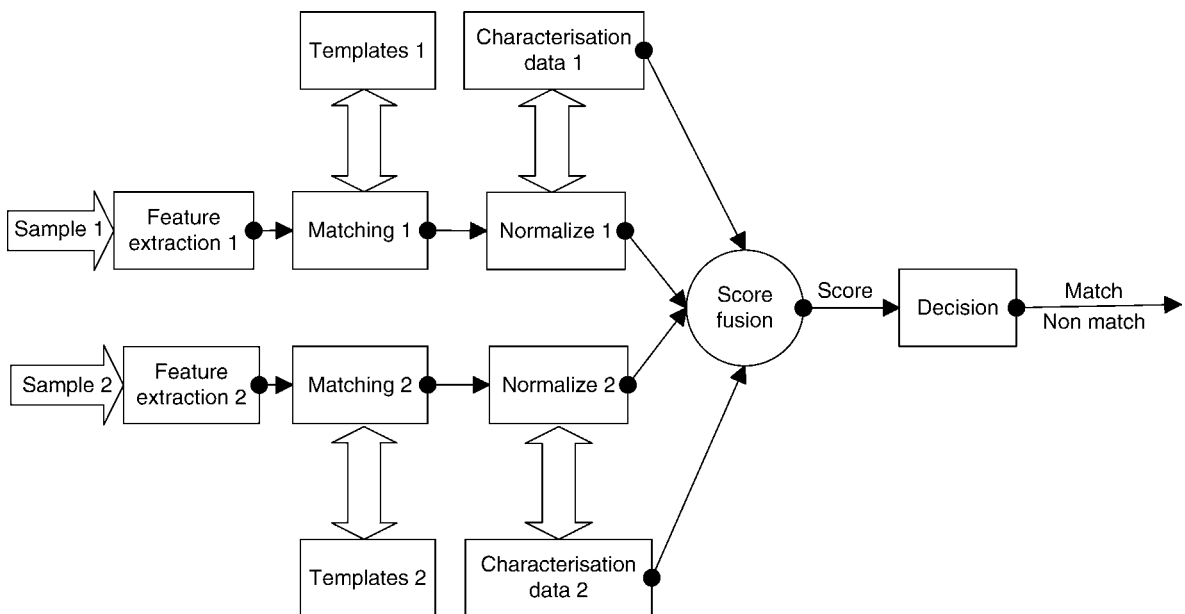 Templates 1
Characterisation
data 1
Sample 1
Feature
extraction 1
Matching 1
Normalize 1
Score
fusion
Score
Decision
Match
Non match
Sample 2
Feature
extraction 2
Matching 2
Normalize 2
Templates 2
Characterisation
data 2